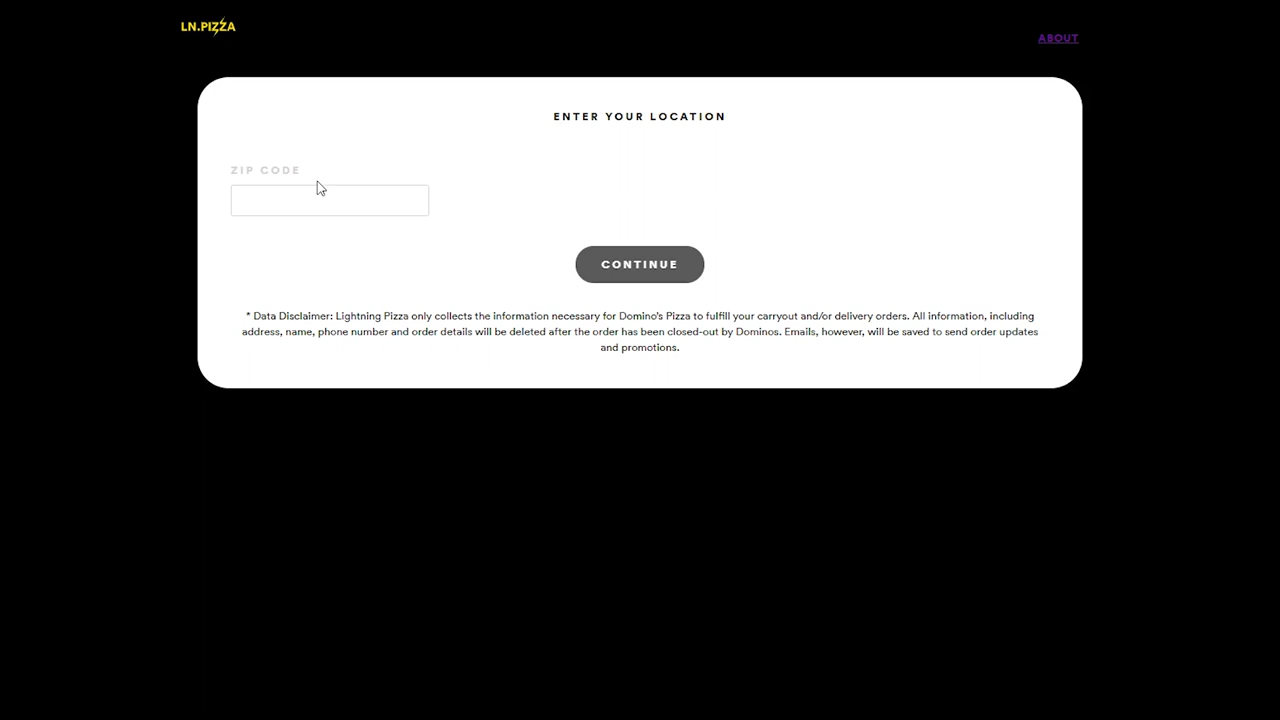 LN.PIZZA
ABOUT
ENTER YOUR LOCATION
ZIP CODE
CONTINUE
* Data Disclaimer: Lightning Pizza only collects the information necessary for Domino's Pizza to fulfill your carryout and/or delivery orders. All information, including
address, name, phone number and order details will be deleted after the order has been closed-out by Dominos. Emails, however, will be saved to send order updates
and promotions.